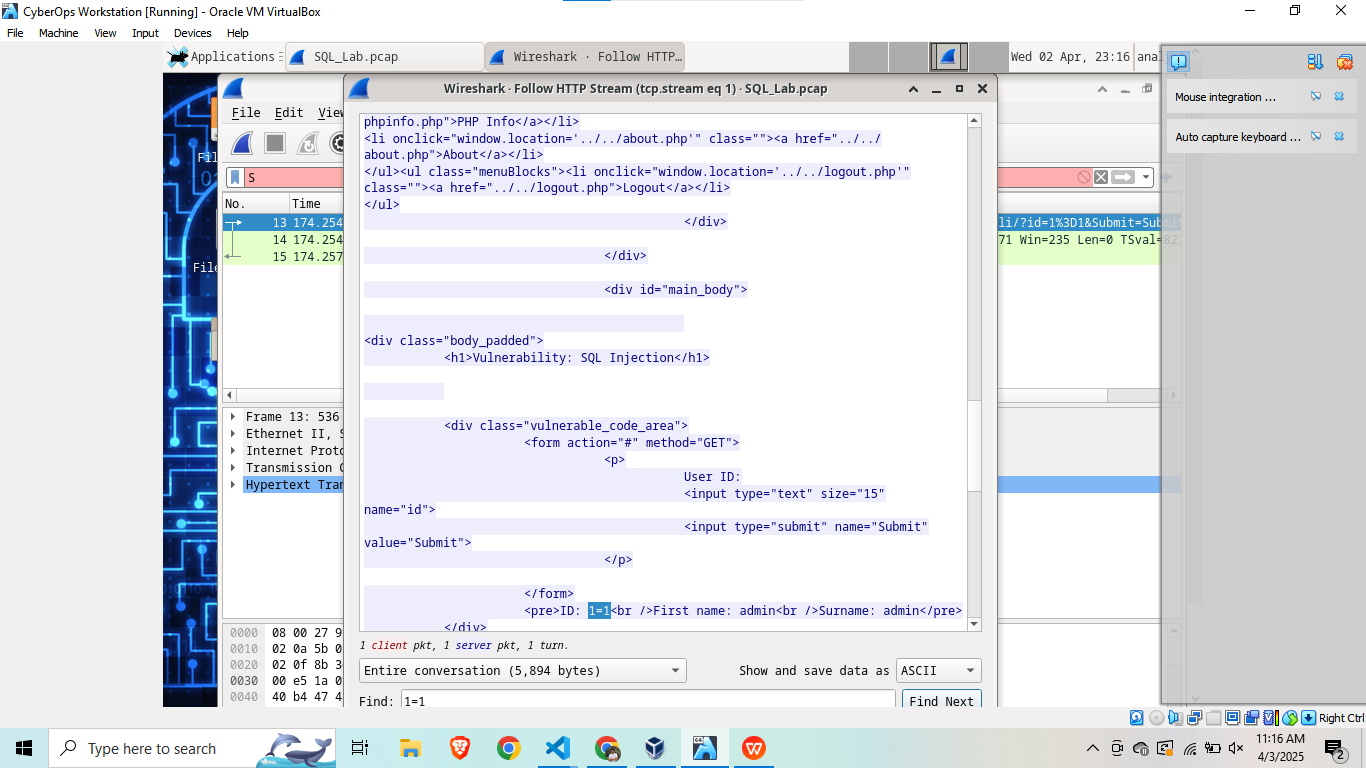 CyberOps Workstation [Running] - Oracle VM VirtualBox
File Machine View Input Devices Help
Applications SQL_Lab.pcap Wireshark · Follow HTTP... Wed 02 Apr, 23:16
Wireshark · Follow HTTP Stream (tcp.stream eq 1) · SQL_Lab.pcap
Mouse integration ...
Auto capture keyboard ...
File Edit
S
No. Time
13 174.254
li/?id=1%3D1&Submit=Submi
14 174.254
71 Win=235 Len=0 TSval=82
15 174.257
phpinfo.php">PHP Info</a></li>
<li onclick="window.location='../../about.php'" class=""><a href="../../
about.php">About</a></li>
</ul><ul class="menuBlocks"><li onclick="window.location='../../logout.php'"
class=""><a href="../../logout.php">Logout</a></li>
</ul>
</div>
</div>
<div id="main_body">
<div class="body_padded">
<h1>Vulnerability: SQL Injection</h1>
<div class="vulnerable_code_area">
<form action="#" method="GET">
<p>
User ID:
<input type="text" size="15"
name="id">
<input type="submit" name="Submit"
value="Submit">
</p>
</form>
<pre>ID: 1=1<br />First name: admin<br />Surname: admin</pre>
</div>
Frame 13: 536
Ethernet II, S
Internet Proto
Transmission C
Hypertext Tran
0000 08 00 27 9
0010 02 0a 5b 0
0020 02 0f 8b 3
0030 00 e5 1a 0
0040 40 b4 47 4
1 client pkt, 1 server pkt, 1 turn.
Entire conversation (5,894 bytes) Show and save data as ASCII
Find: 1=1 Find Next
Right Ctrl
Type here to search
11:16 AM
4/3/2025
2